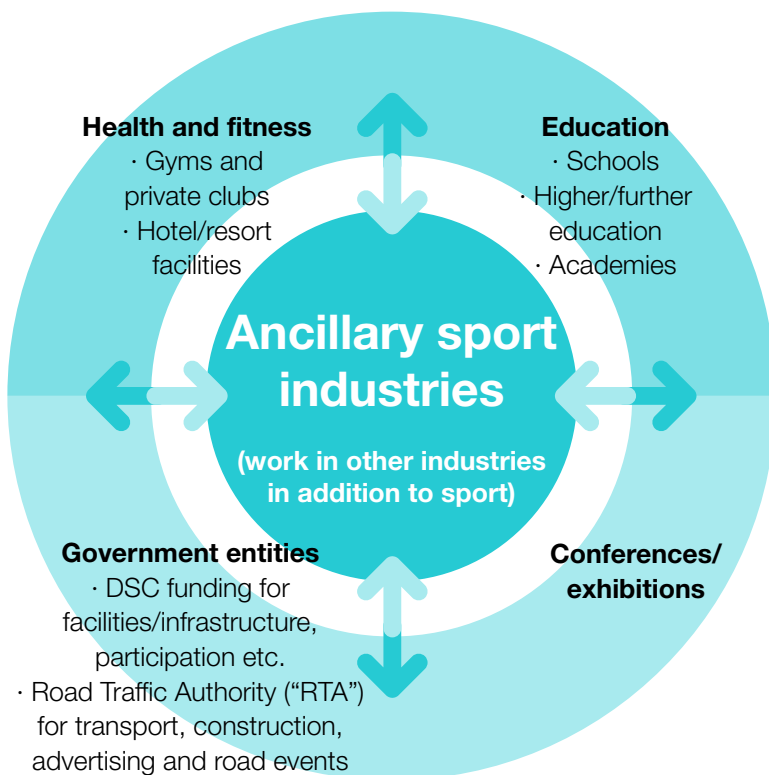 Health and fitness
· Gyms and
private clubs
· Hotel/resort
facilities
Education
· Schools
· Higher/further
education
· Academies
Ancillary sport
industries
(work in other industries
in addition to sport)
Government entities
· DSC funding for
facilities/infrastructure,
participation etc.
· Road Traffic Authority (“RTA”)
for transport, construction,
advertising and road events
Conferences/
exhibitions